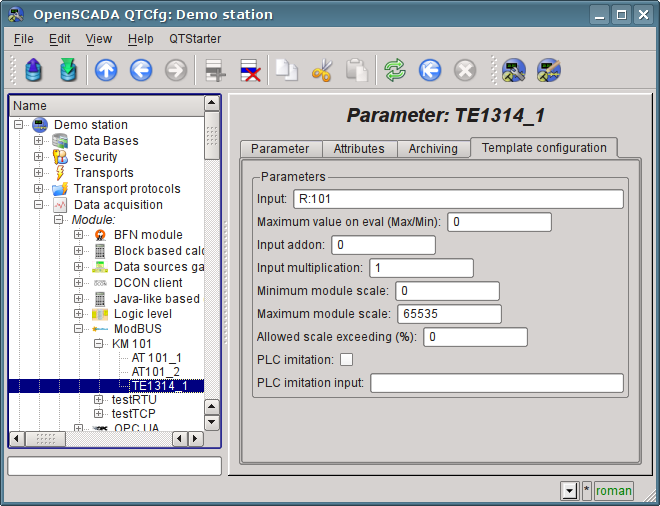 OpenSCADA QTCfg: Demo station
File Edit View Help QTStarter
Name
Demo station
Data Bases
Security
Transports
Transport protocols
Data acquisition
Module:
BFN module
Block based calc
Data sources ga
DCON client
Java-like based
Logic level
ModBUS
KM 101
AT 101_1
AT101_2
TE1314_1
testRTU
testTCP
OPC UA
Parameter: TE1314_1
Parameter Attributes Archiving Template configuration
Parameters
Input: R:101
Maximum value on eval (Max/Min): 0
Input addon: 0
Input multiplication: 1
Minimum module scale: 0
Maximum module scale: 65535
Allowed scale exceeding (%): 0
PLC imitation:
PLC imitation input:
* roman